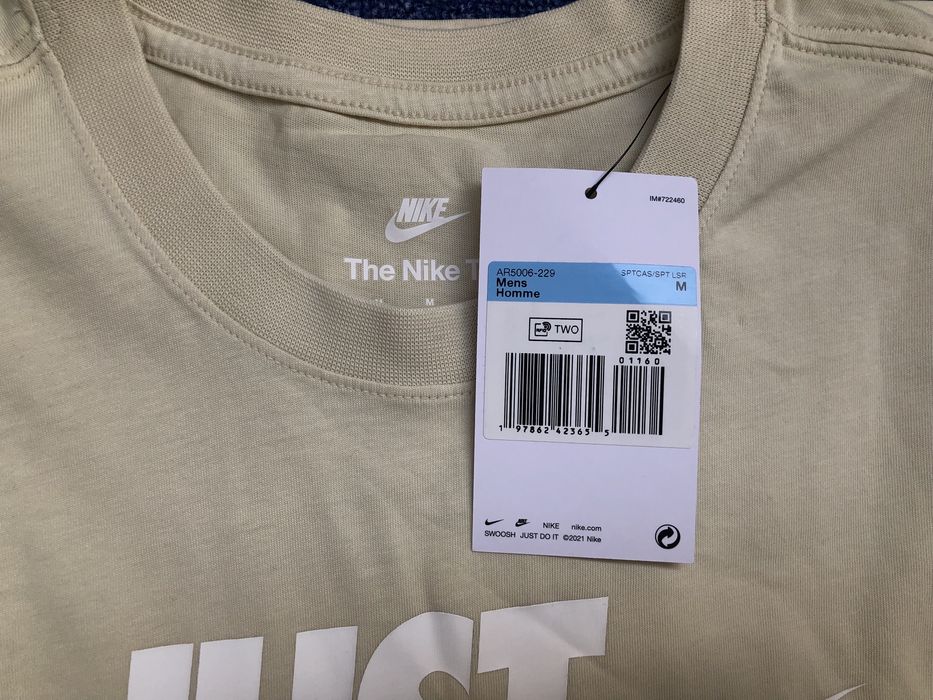 NIKE
The Nike T
M
IM#722460
AR5006-229 SPTCAS/SPT LSR
Mens M
Homme
TWO
01160
1 97862 42365 5
NIKE nike.com
SWOOSH JUST DO IT ©2021 Nike
JUST